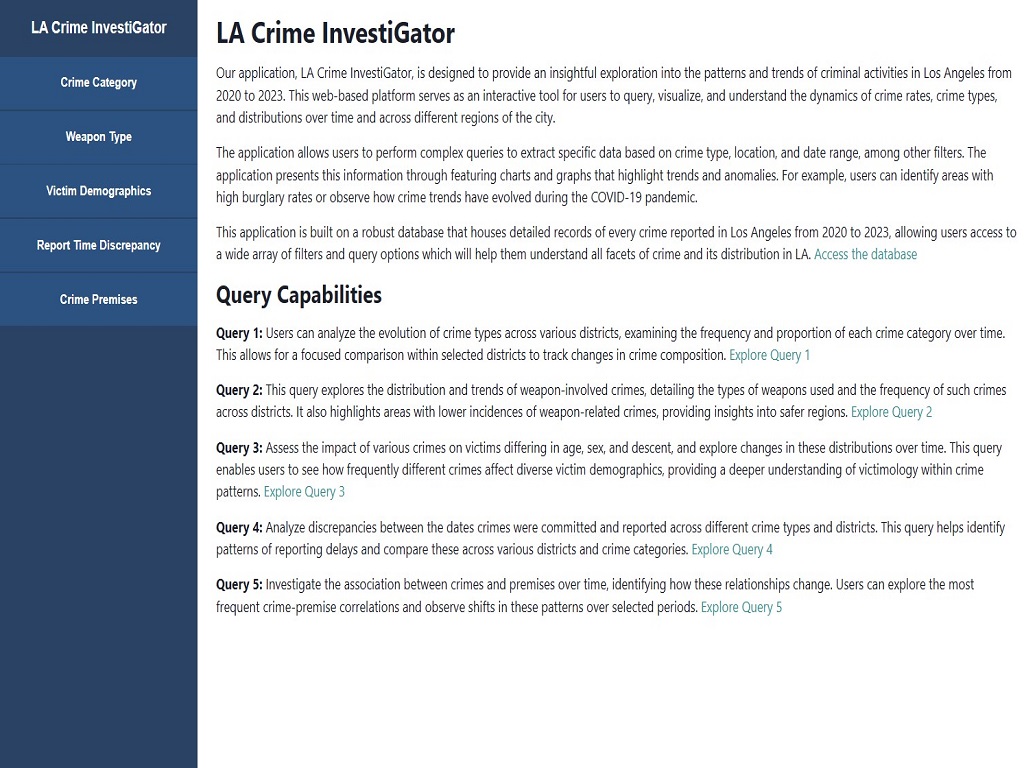 LA Crime InvestiGator
Crime Category
Weapon Type
Victim Demographics
Report Time Discrepancy
Crime Premises
LA Crime InvestiGator
Our application, LA Crime InvestiGator, is designed to provide an insightful exploration into the patterns and trends of criminal activities in Los Angeles from
2020 to 2023. This web-based platform serves as an interactive tool for users to query, visualize, and understand the dynamics of crime rates, crime types,
and distributions over time and across different regions of the city.
The application allows users to perform complex queries to extract specific data based on crime type, location, and date range, among other filters. The
application presents this information through featuring charts and graphs that highlight trends and anomalies. For example, users can identify areas with
high burglary rates or observe how crime trends have evolved during the COVID-19 pandemic.
This application is built on a robust database that houses detailed records of every crime reported in Los Angeles from 2020 to 2023, allowing users access to
a wide array of filters and query options which will help them understand all facets of crime and its distribution in LA. Access the database
Query Capabilities
Query 1: Users can analyze the evolution of crime types across various districts, examining the frequency and proportion of each crime category over time.
This allows for a focused comparison within selected districts to track changes in crime composition. Explore Query 1
Query 2: This query explores the distribution and trends of weapon-involved crimes, detailing the types of weapons used and the frequency of such crimes
across districts. It also highlights areas with lower incidences of weapon-related crimes, providing insights into safer regions. Explore Query 2
Query 3: Assess the impact of various crimes on victims differing in age, sex, and descent, and explore changes in these distributions over time. This query
enables users to see how frequently different crimes affect diverse victim demographics, providing a deeper understanding of victimology within crime
patterns. Explore Query 3
Query 4: Analyze discrepancies between the dates crimes were committed and reported across different crime types and districts. This query helps identify
patterns of reporting delays and compare these across various districts and crime categories. Explore Query 4
Query 5: Investigate the association between crimes and premises over time, identifying how these relationships change. Users can explore the most
frequent crime-premise correlations and observe shifts in these patterns over selected periods. Explore Query 5